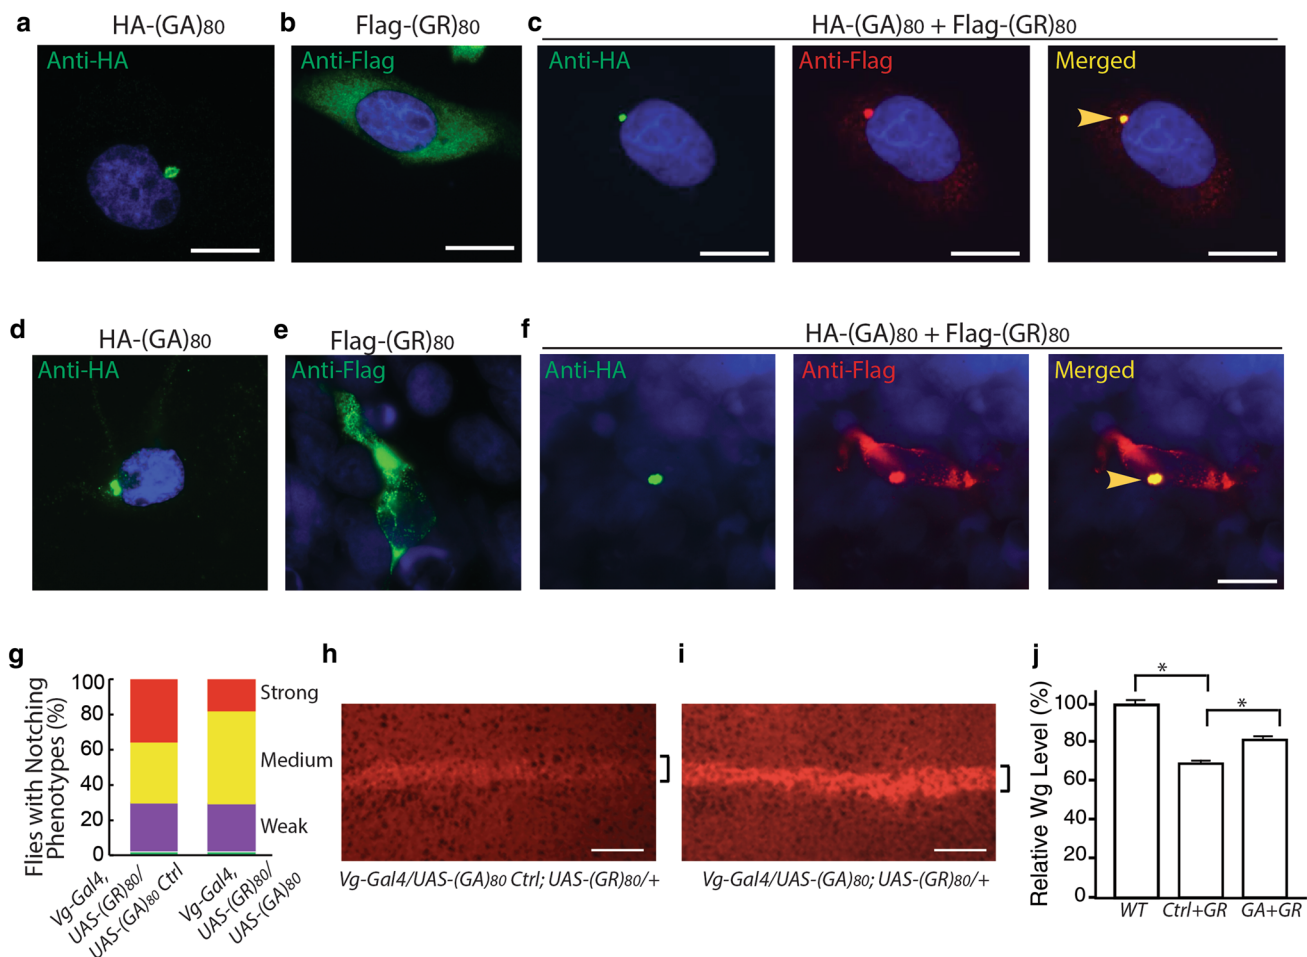 a HA-(GA)80
Anti-HA
b Flag-(GR)80
Anti-Flag
c HA-(GA)80 + Flag-(GR)80
Anti-HA
Anti-Flag
Merged
d HA-(GA)80
Anti-HA
e Flag-(GR)80
Anti-Flag
f HA-(GA)80 + Flag-(GR)80
Anti-HA
Anti-Flag
Merged
g
Flies with Notching
Phenotypes (%)
100
80
60
40
20
0
Strong
Medium
Weak
Vg-Gal4,
UAS-(GR)80/
UAS-(GA)80 Ctrl
Vg-Gal4,
UAS-(GR)80/
UAS-(GA)80
h
Vg-Gal4/UAS-(GA)80 Ctrl; UAS-(GR)80/+
i
Vg-Gal4/UAS-(GA)80; UAS-(GR)80/+
j
Relative Wg Level (%)
100
80
60
40
20
0
*
*
WT Ctrl+GR GA+GR